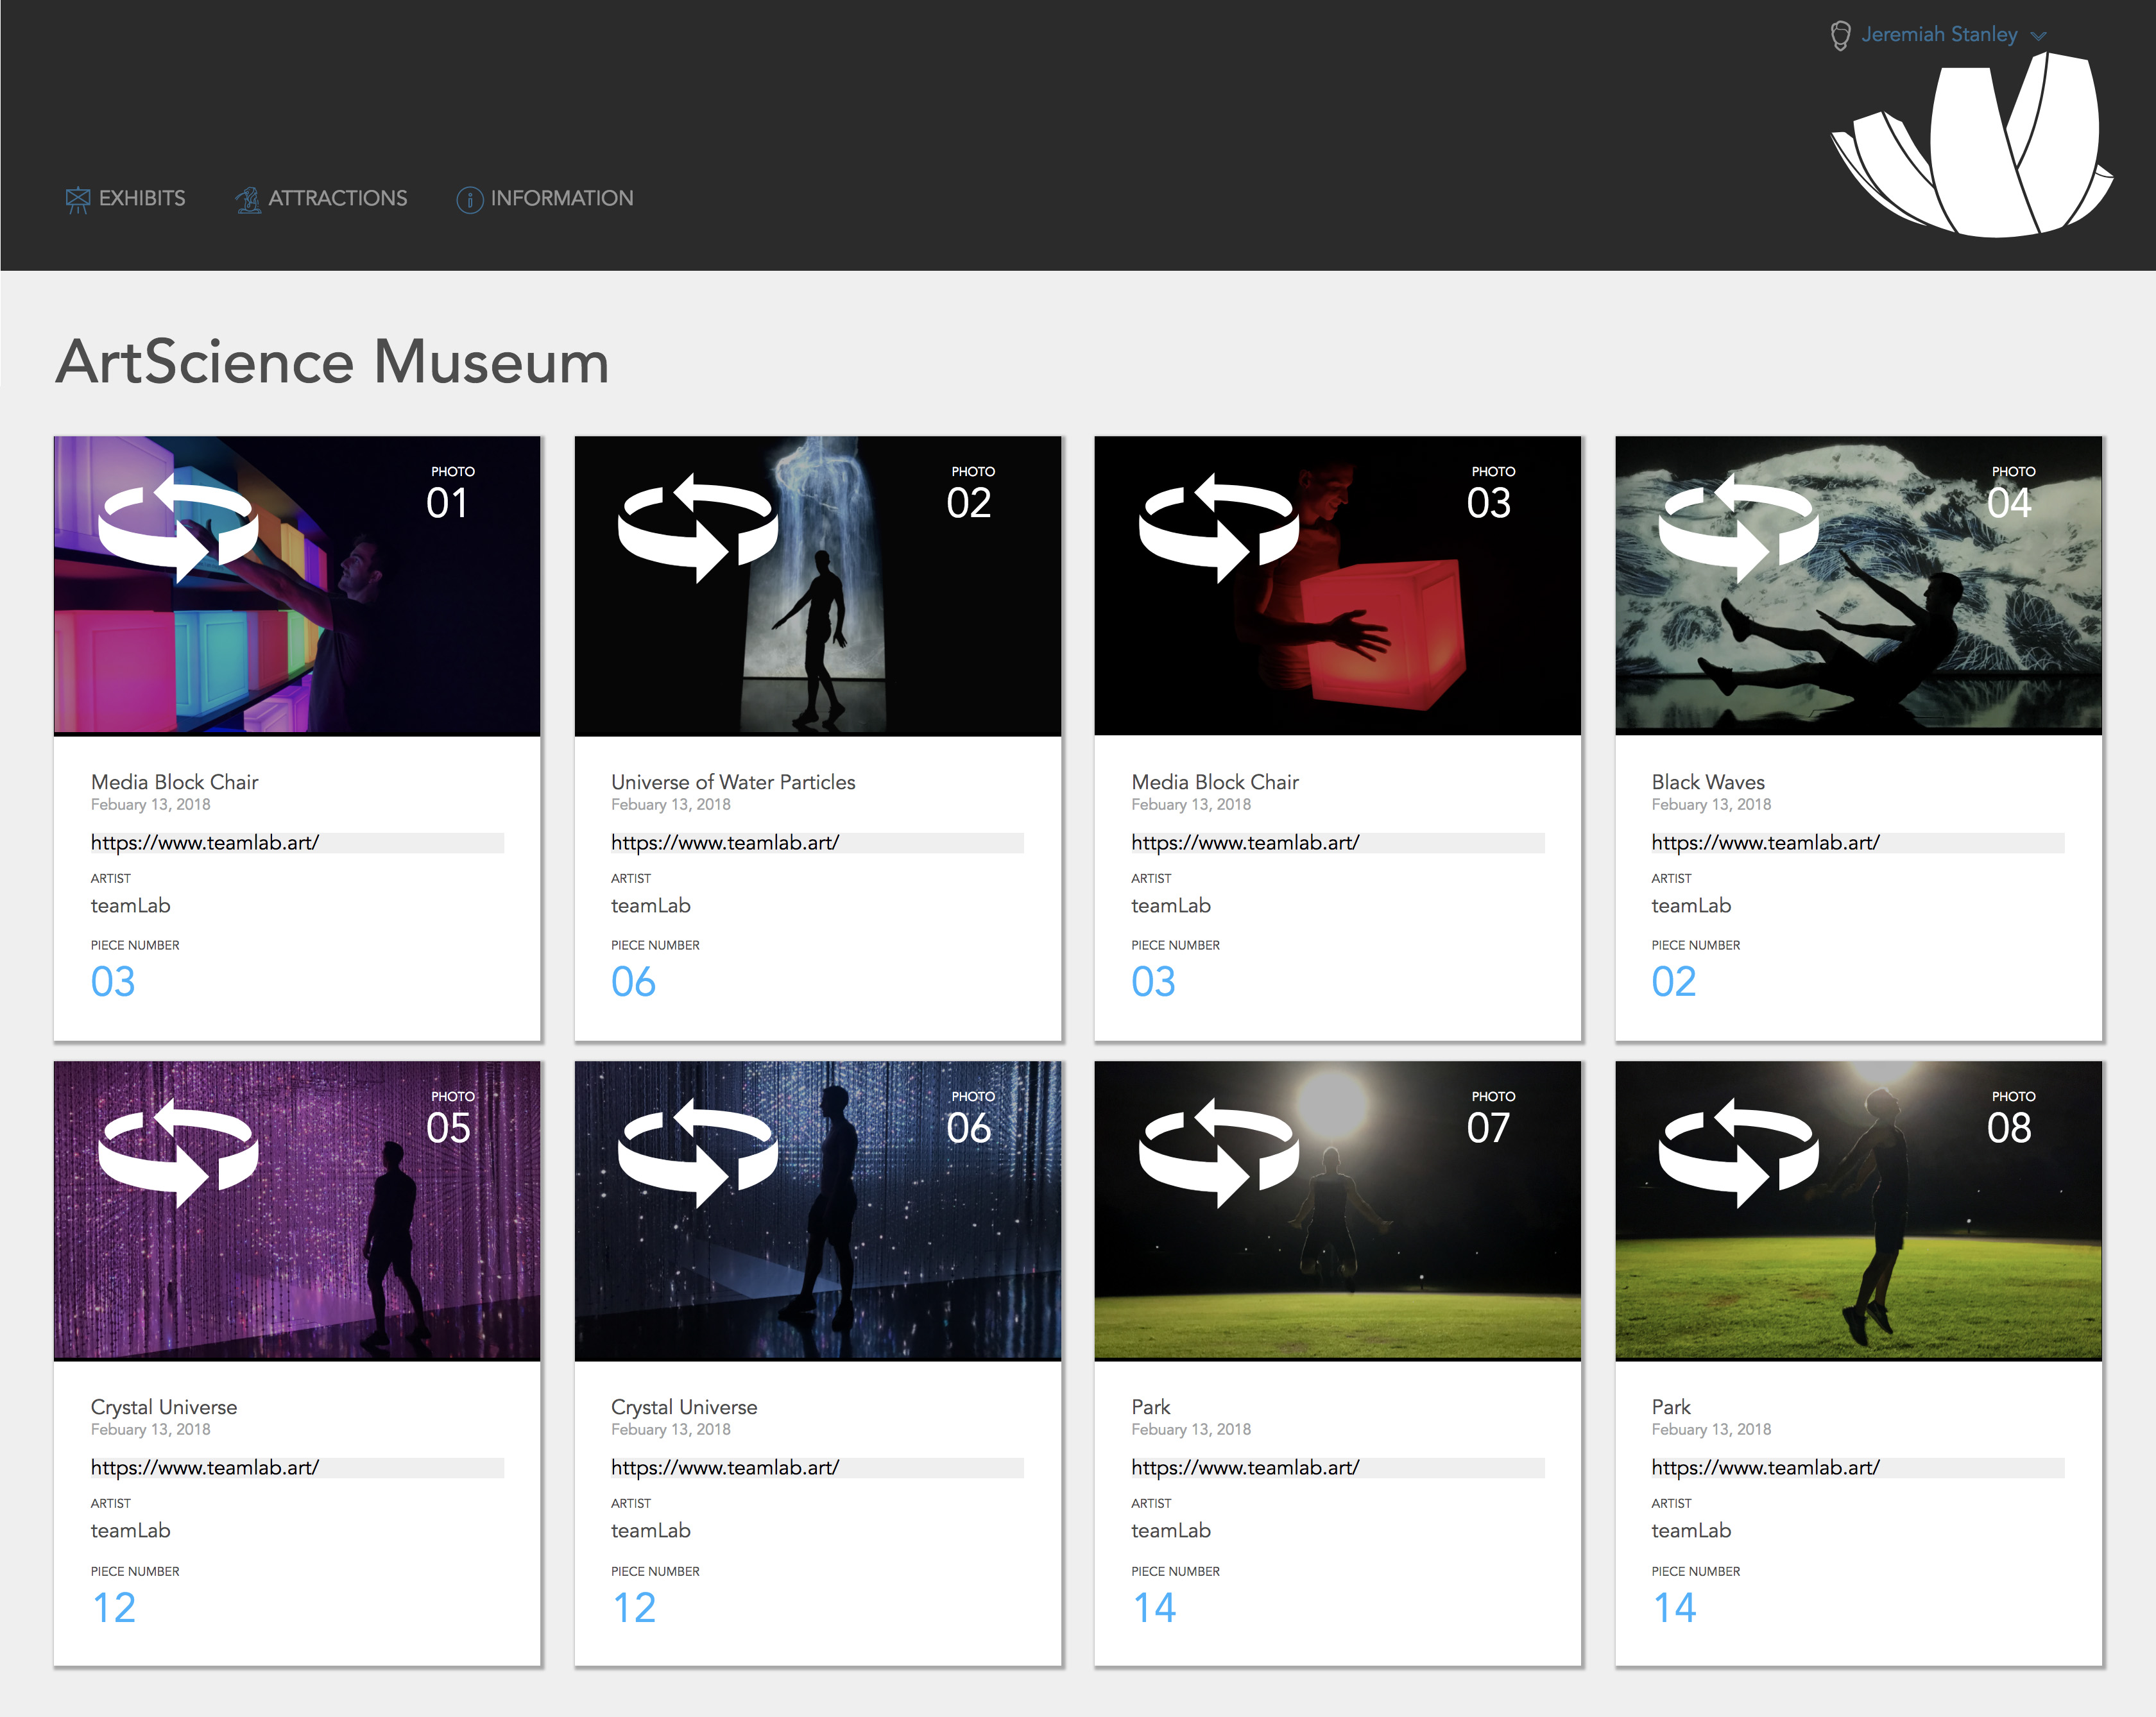 Jeremiah Stanley
EXHIBITS
ATTRACTIONS
INFORMATION
ArtScience Museum
PHOTO
01
Media Block Chair
Febuary 13, 2018
https://www.teamlab.art/
ARTIST
teamLab
PIECE NUMBER
03
PHOTO
02
Universe of Water Particles
Febuary 13, 2018
https://www.teamlab.art/
ARTIST
teamLab
PIECE NUMBER
06
PHOTO
03
Media Block Chair
Febuary 13, 2018
https://www.teamlab.art/
ARTIST
teamLab
PIECE NUMBER
03
PHOTO
04
Black Waves
Febuary 13, 2018
https://www.teamlab.art/
ARTIST
teamLab
PIECE NUMBER
02
PHOTO
05
Crystal Universe
Febuary 13, 2018
https://www.teamlab.art/
ARTIST
teamLab
PIECE NUMBER
12
PHOTO
06
Crystal Universe
Febuary 13, 2018
https://www.teamlab.art/
ARTIST
teamLab
PIECE NUMBER
12
PHOTO
07
Park
Febuary 13, 2018
https://www.teamlab.art/
ARTIST
teamLab
PIECE NUMBER
14
PHOTO
08
Park
Febuary 13, 2018
https://www.teamlab.art/
ARTIST
teamLab
PIECE NUMBER
14